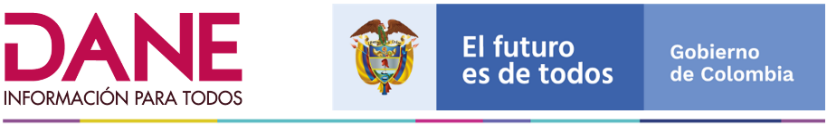 DANE
INFORMACIÓN PARA TODOS
El futuro
es de todos
Gobierno
de Colombia